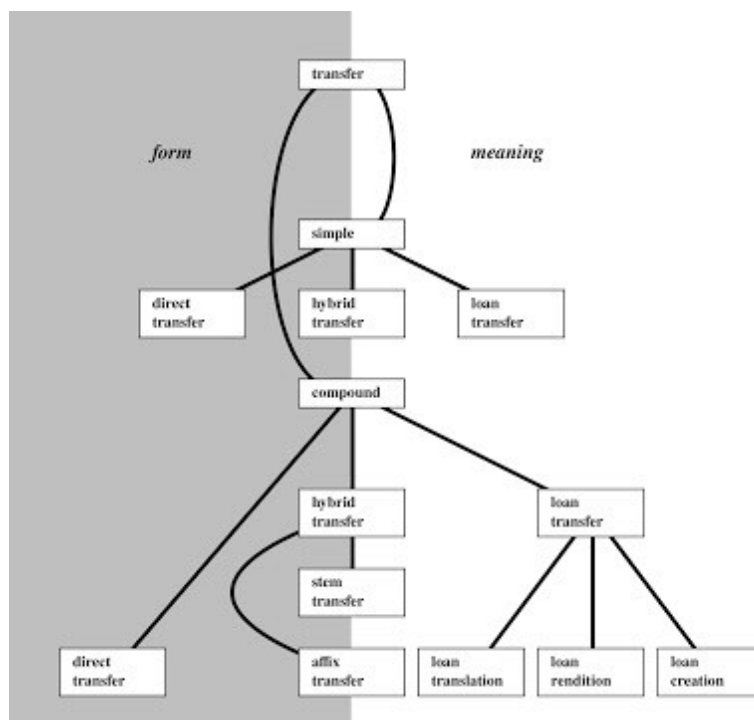 transfer
form
meaning
simple
direct
transfer
hybrid
transfer
loan
transfer
compound
hybrid
transfer
loan
transfer
stem
transfer
direct
transfer
affix
transfer
loan
translation
loan
rendition
loan
creation